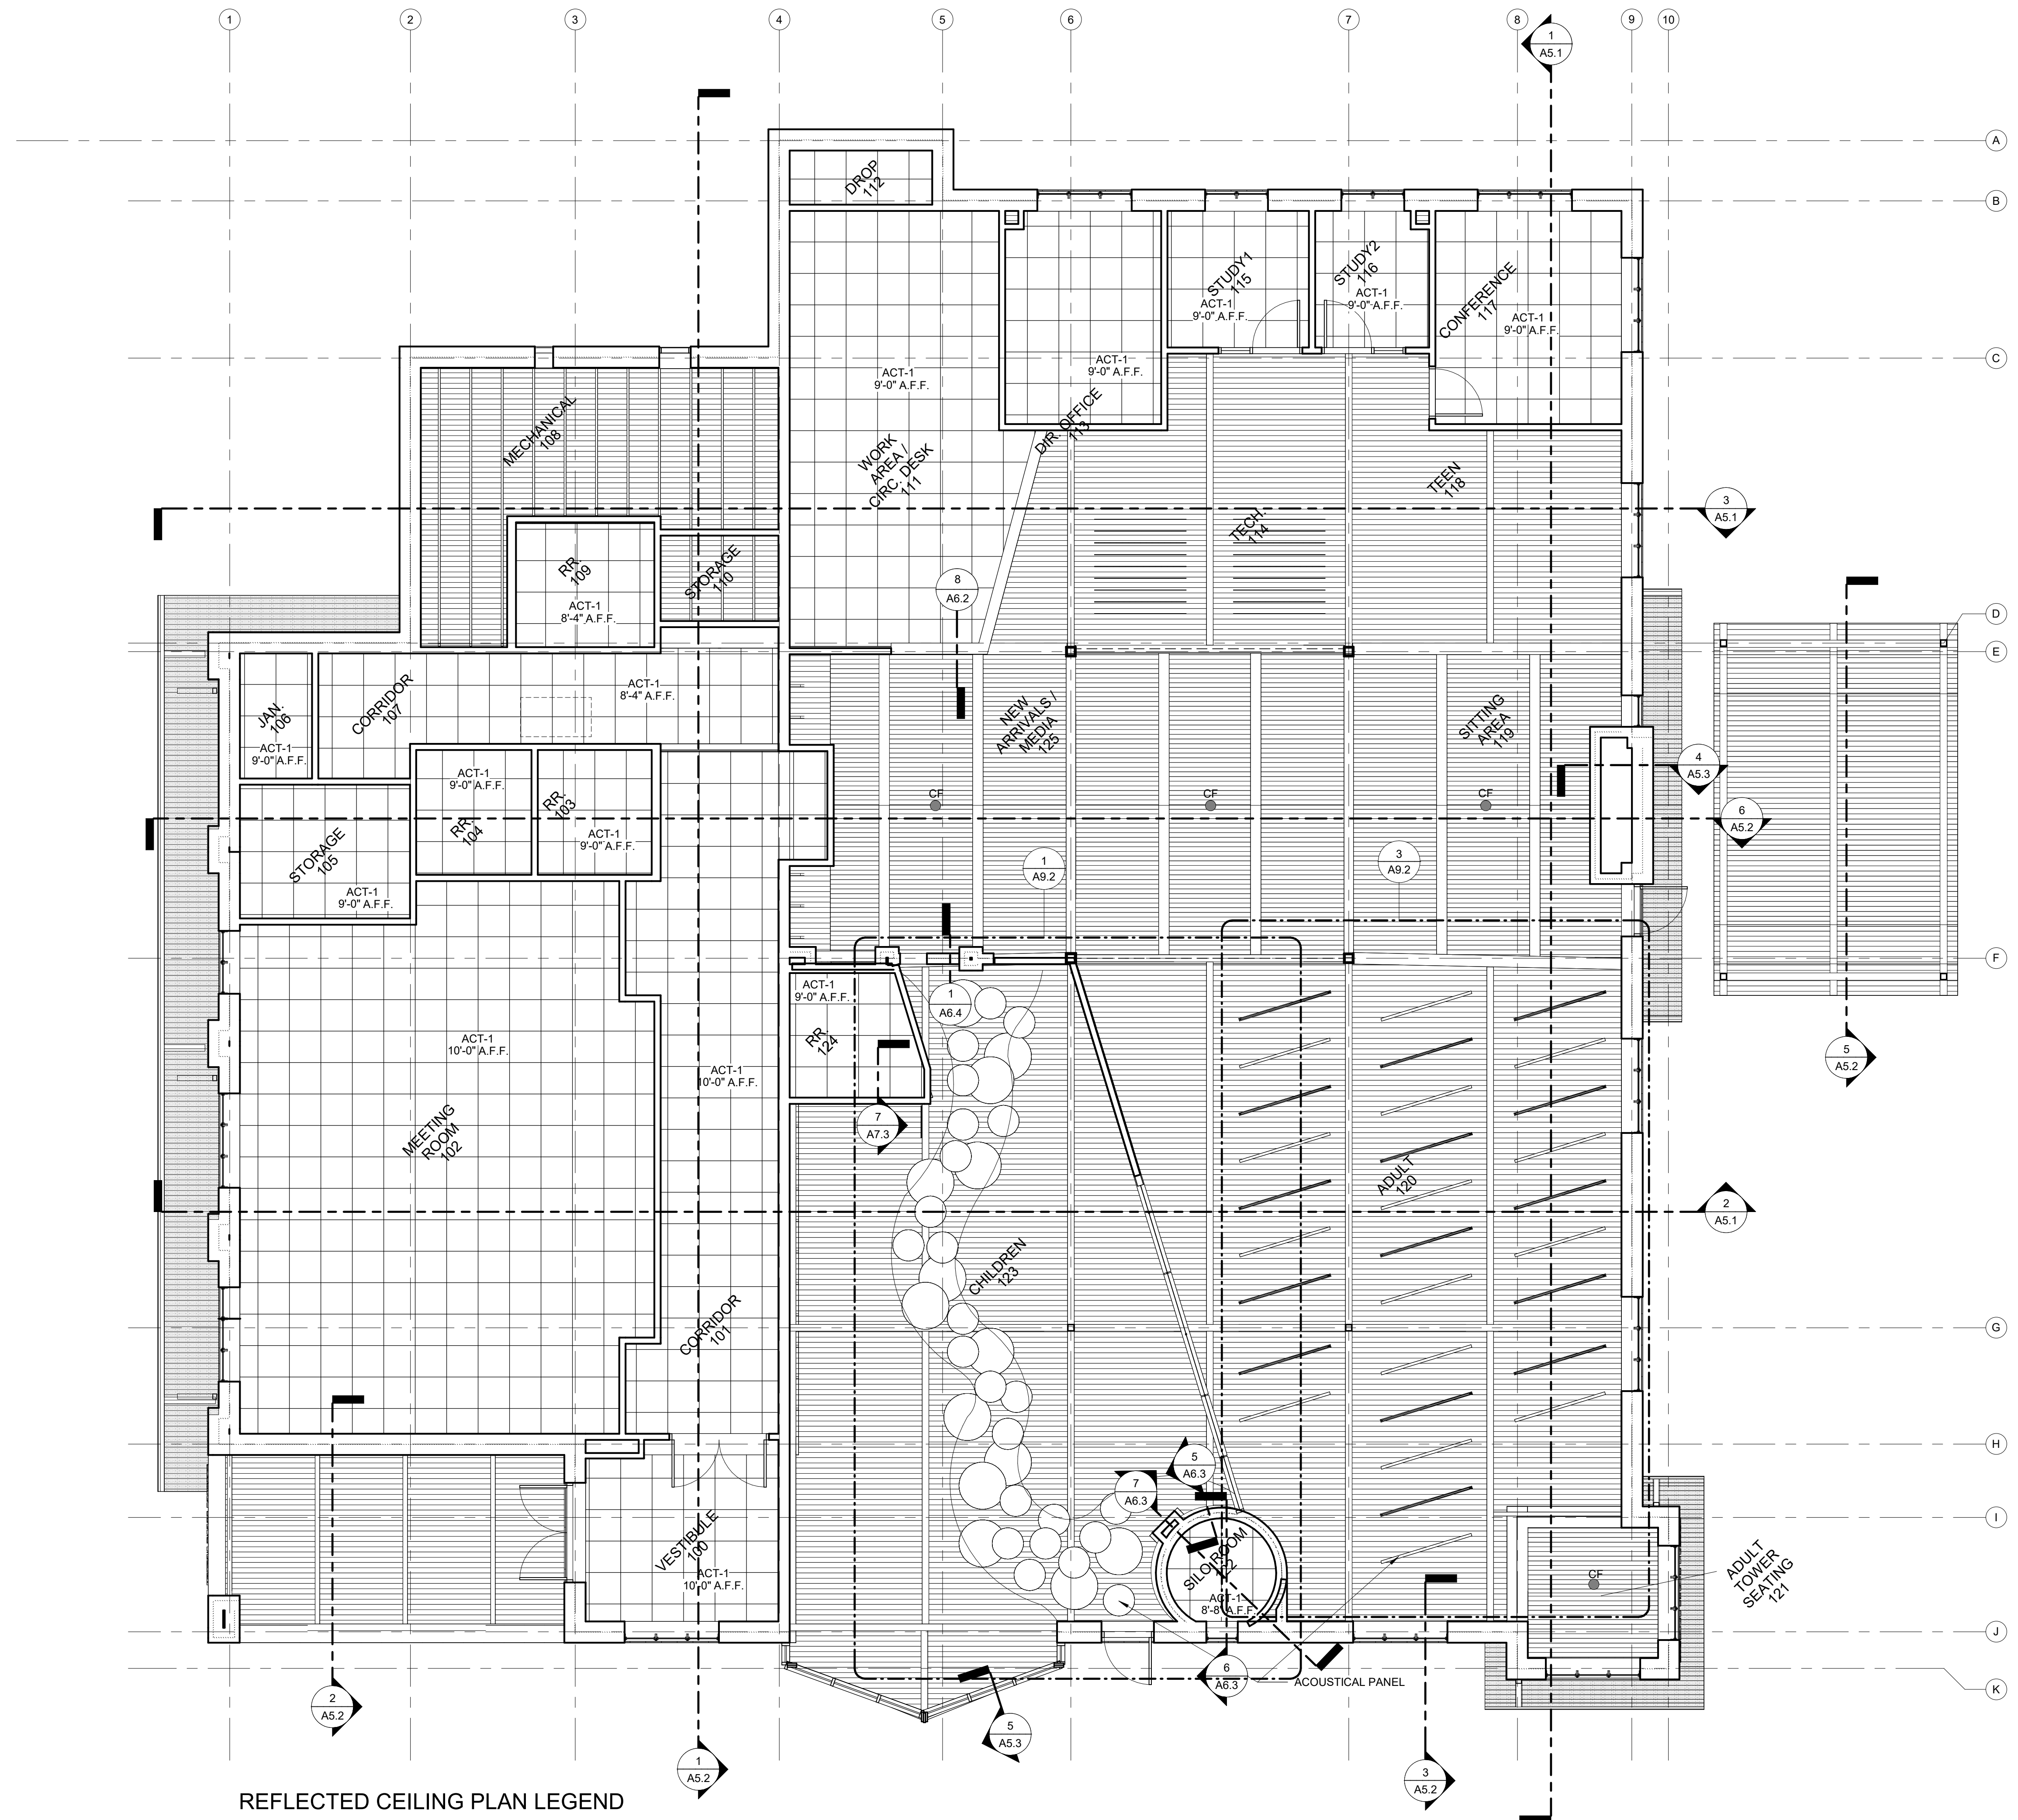 1
2
3
4
5
6
7
8
9
10
1
A5.1
A
B
C
D
E
F
G
H
I
J
K
DROP
112
STUDY1
115
ACT-1
9'-0" A.F.F.
STUDY2
116
ACT-1
9'-0" A.F.F.
CONFERENCE
117
ACT-1
9'-0" A.F.F.
ACT-1
9'-0" A.F.F.
DIR. OFFICE
113
ACT-1
9'-0" A.F.F.
WORK
AREA /
CIRC. DESK
111
MECHANICAL
108
TEEN
118
TECH.
114
3
A5.1
RR.
109
ACT-1
8'-4" A.F.F.
STORAGE
110
8
A6.2
JAN.
106
ACT-1
9'-0" A.F.F.
CORRIDOR
107
ACT-1
8'-4" A.F.F.
NEW
ARRIVALS /
MEDIA
125
SITTING
AREA
119
4
A5.3
6
A5.2
ACT-1
9'-0" A.F.F.
RR.
104
RR.
103
ACT-1
9'-0" A.F.F.
STORAGE
105
ACT-1
9'-0" A.F.F.
CF
CF
CF
1
A9.2
3
A9.2
ACT-1
9'-0" A.F.F.
RR.
124
1
A6.4
7
A7.3
5
A5.2
ACT-1
10'-0" A.F.F.
MEETING
ROOM
102
ACT-1
10'-0" A.F.F.
CORRIDOR
101
ADULT
120
2
A5.1
CHILDREN
123
5
A6.3
7
A6.3
SILO ROOM
122
ACT-1
8'-8" A.F.F.
VESTIBULE
100
ACT-1
10'-0" A.F.F.
CF
ADULT
TOWER
SEATING
121
6
A6.3
ACOUSTICAL PANEL
2
A5.2
1
A5.2
5
A5.3
3
A5.2
REFLECTED CEILING PLAN LEGEND